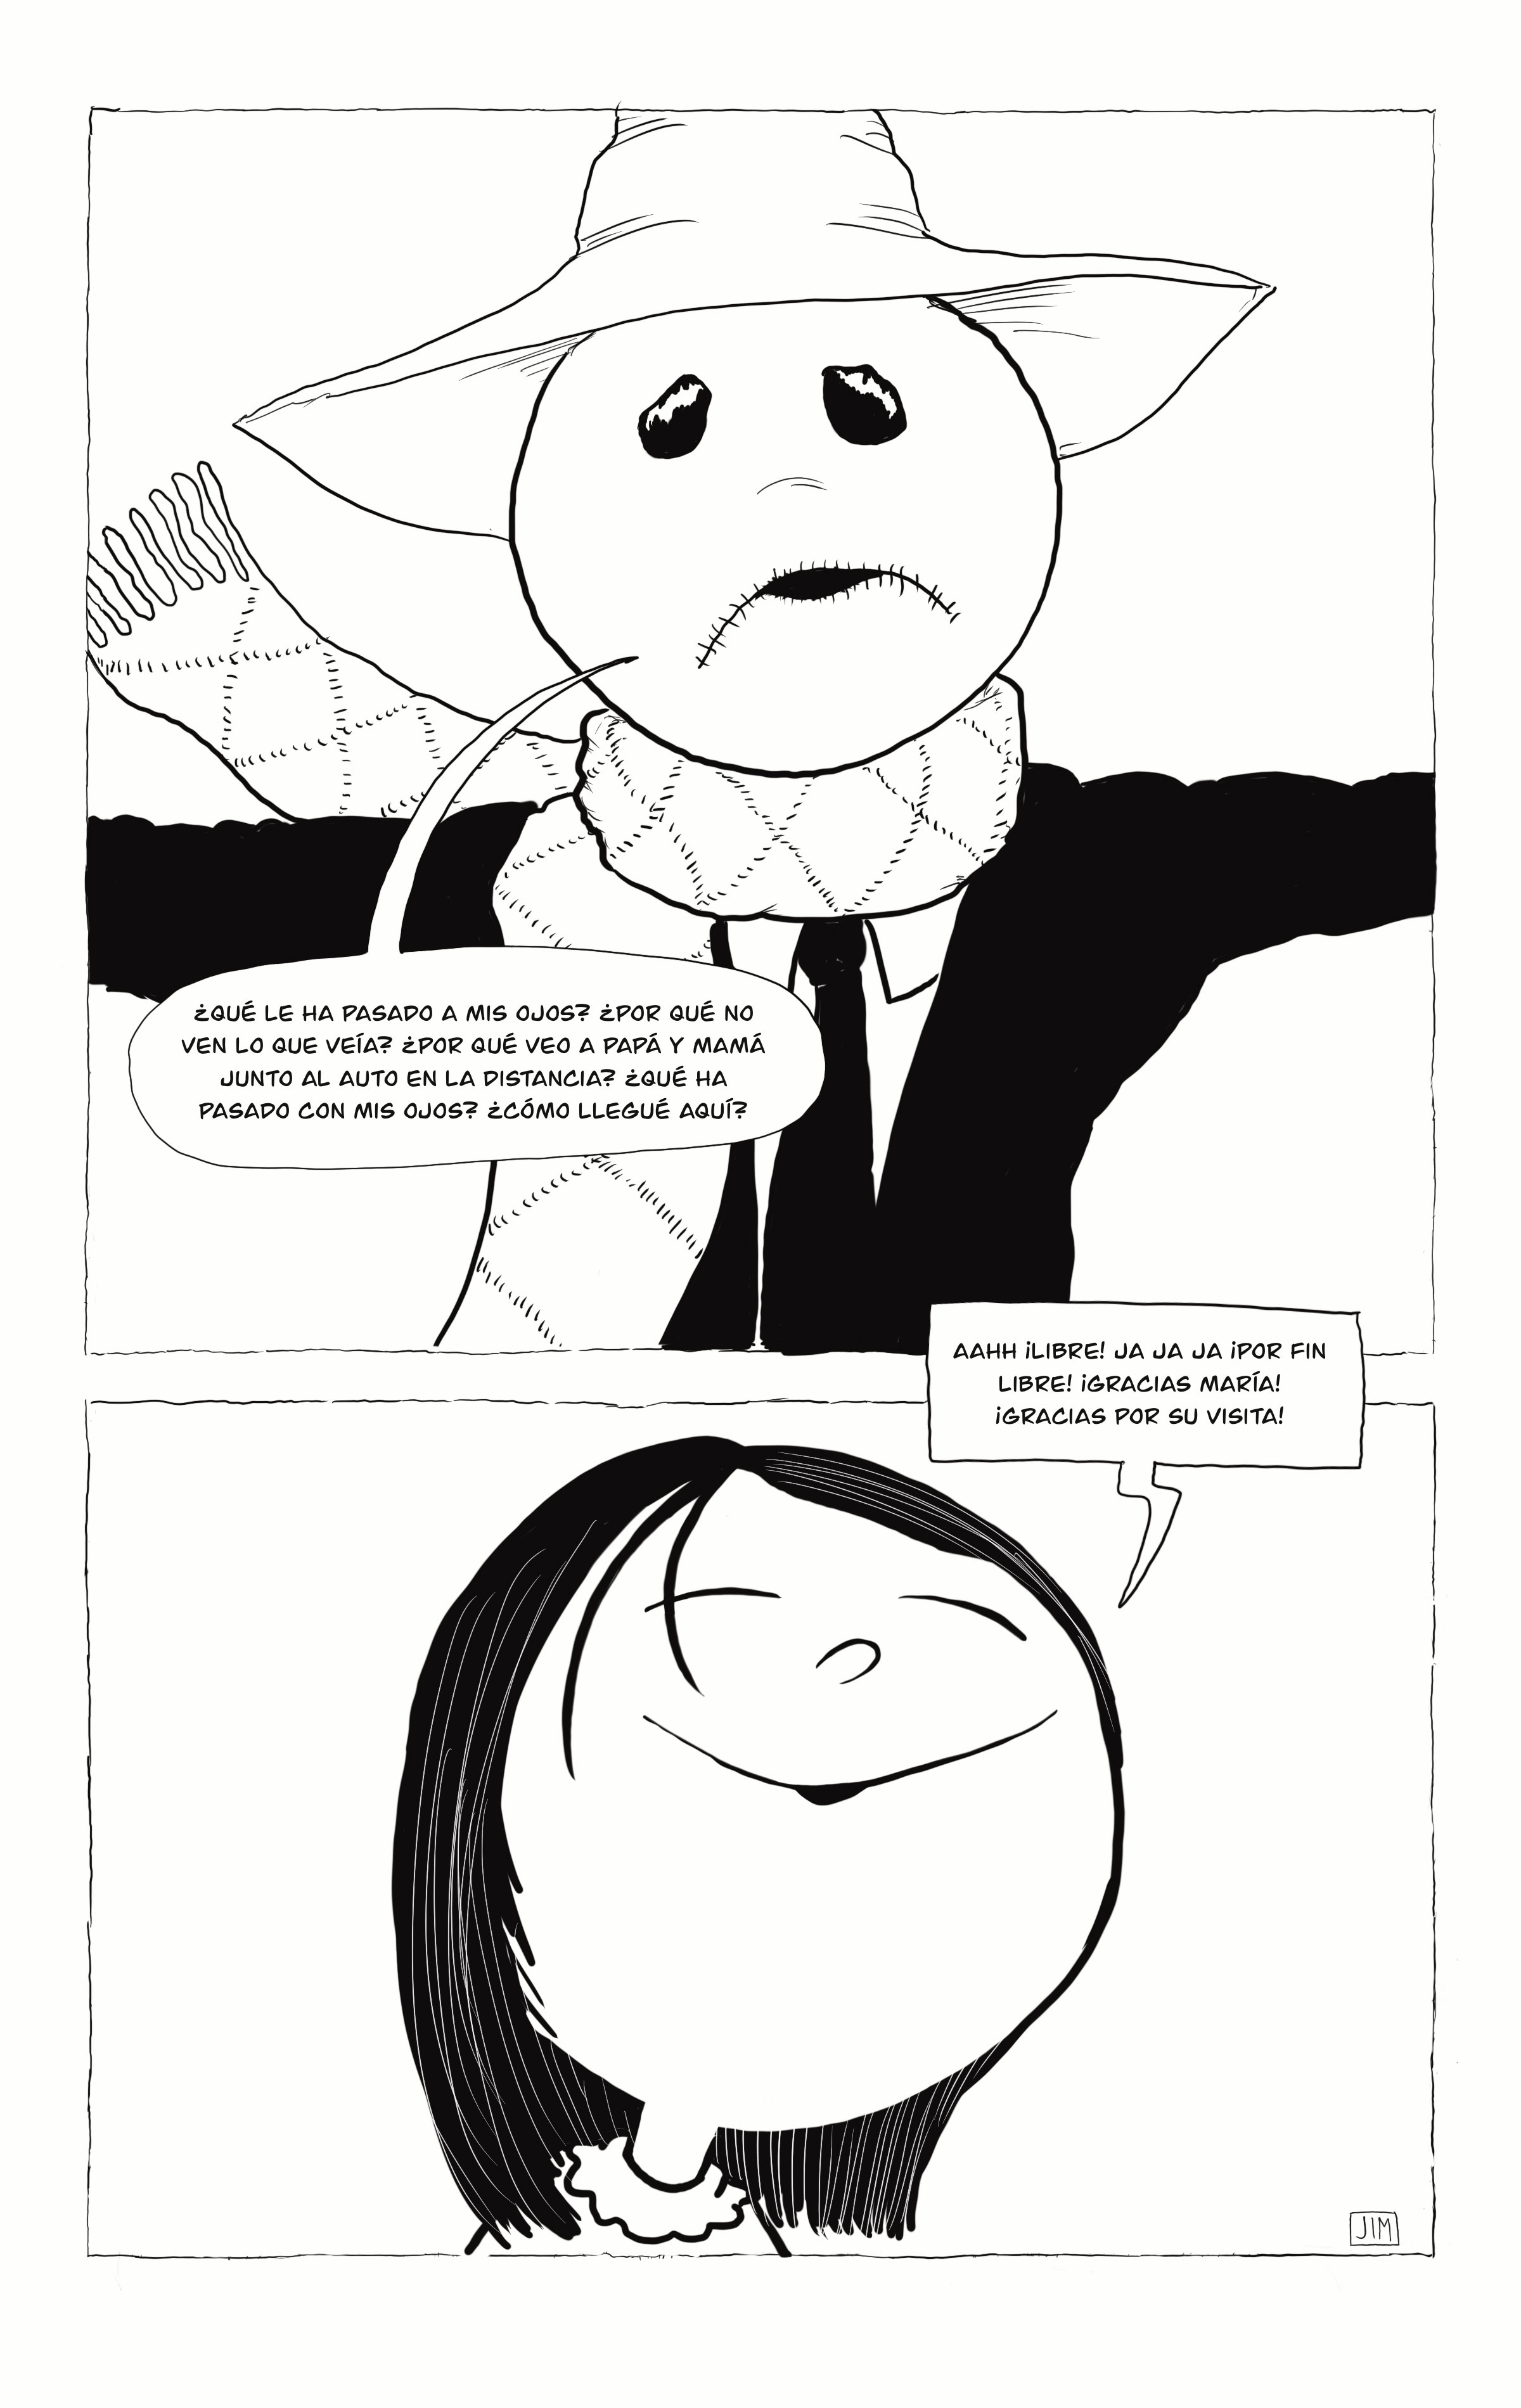 ¿QUÉ LE HA PASADO A MIS OJOS? ¿POR QUÉ NO
VEN LO QUE VEÍA? ¿POR QUÉ VEO A PAPÁ Y MAMÁ
JUNTO AL AUTO EN LA DISTANCIA? ¿QUÉ HA
PASADO CON MIS OJOS? ¿CÓMO LLEGUÉ AQUÍ?
AAHH ¡LIBRE! JA JA JA ¡POR FIN
LIBRE! ¡GRACIAS MARÍA!
¡GRACIAS POR SU VISITA!
JIM